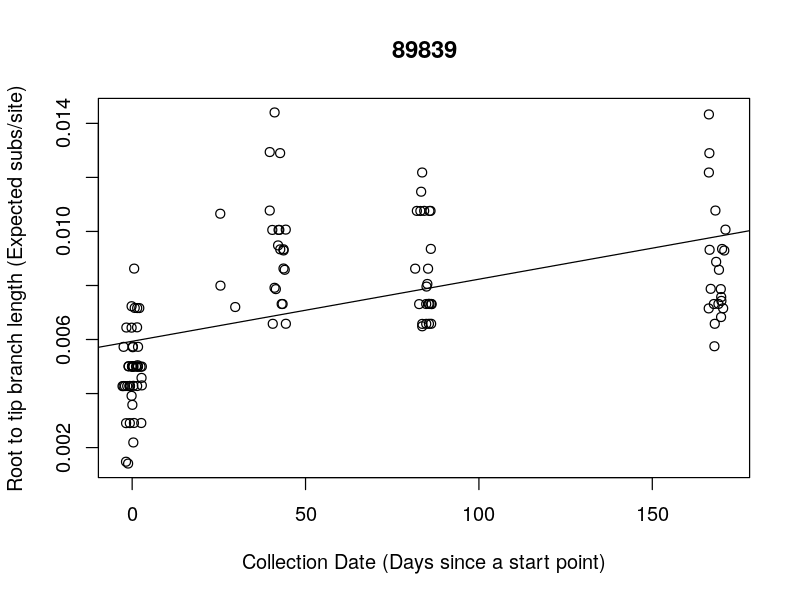 89839
Root to tip branch length (Expected subs/site)
0.014
0.010
0.006
0.002
0 50 100 150
Collection Date (Days since a start point)